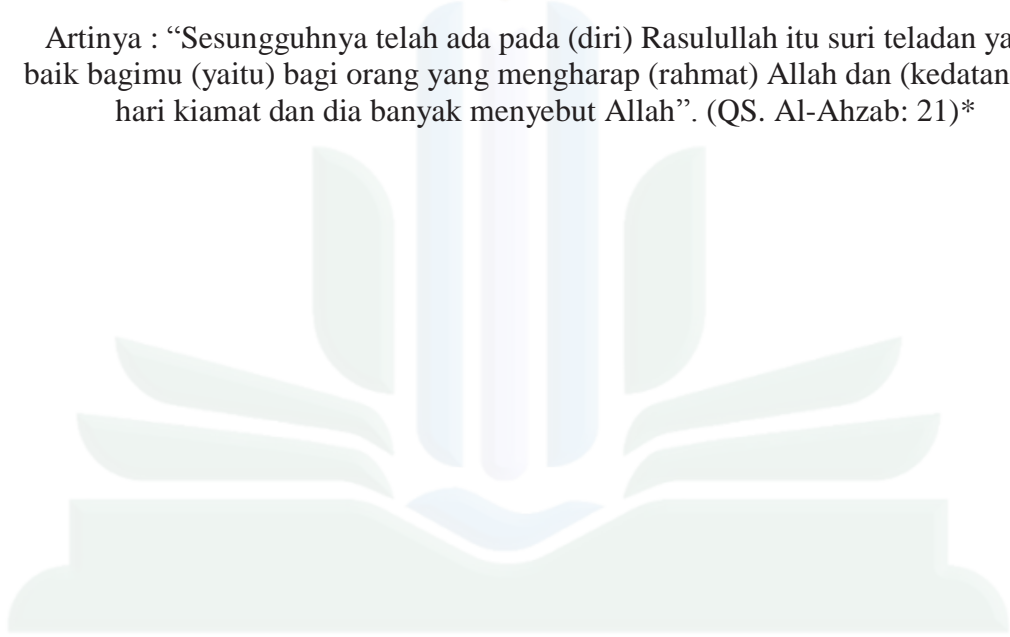 Artinya : “Sesungguhnya telah ada pada (diri) Rasulullah itu suri teladan ya
baik bagimu (yaitu) bagi orang yang mengharap (rahmat) Allah dan (kedatan
hari kiamat dan dia banyak menyebut Allah”. (QS. Al-Ahzab: 21)*